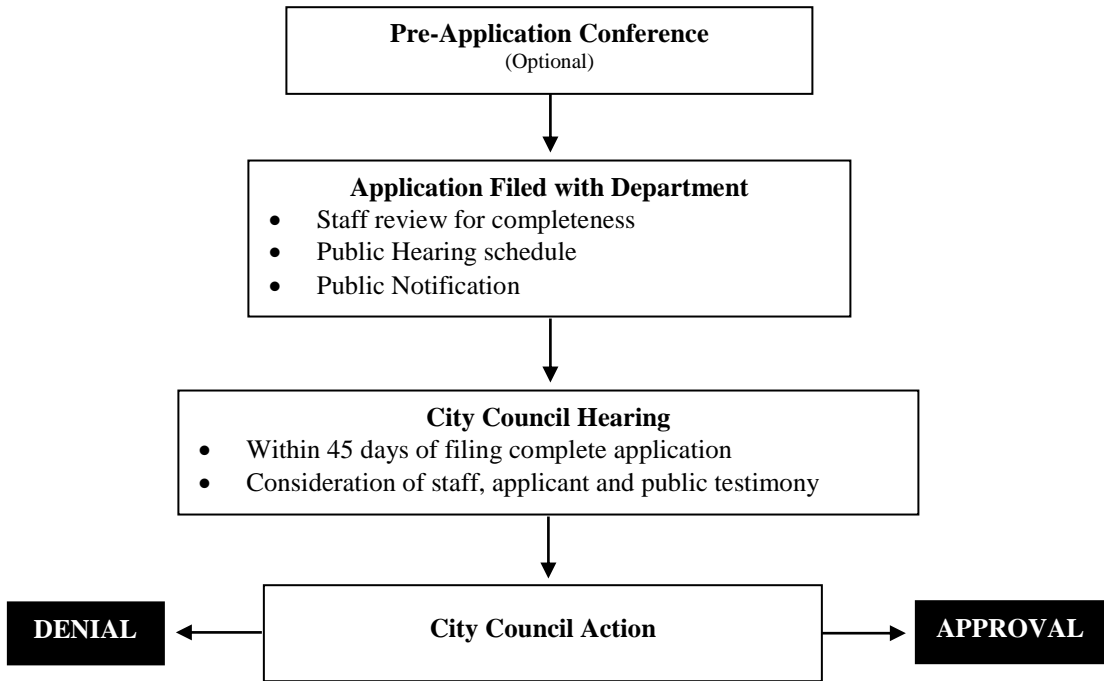 Pre-Application Conference
(Optional)
Application Filed with Department
• Staff review for completeness
• Public Hearing schedule
• Public Notification
City Council Hearing
• Within 45 days of filing complete application
• Consideration of staff, applicant and public testimony
DENIAL
City Council Action
APPROVAL